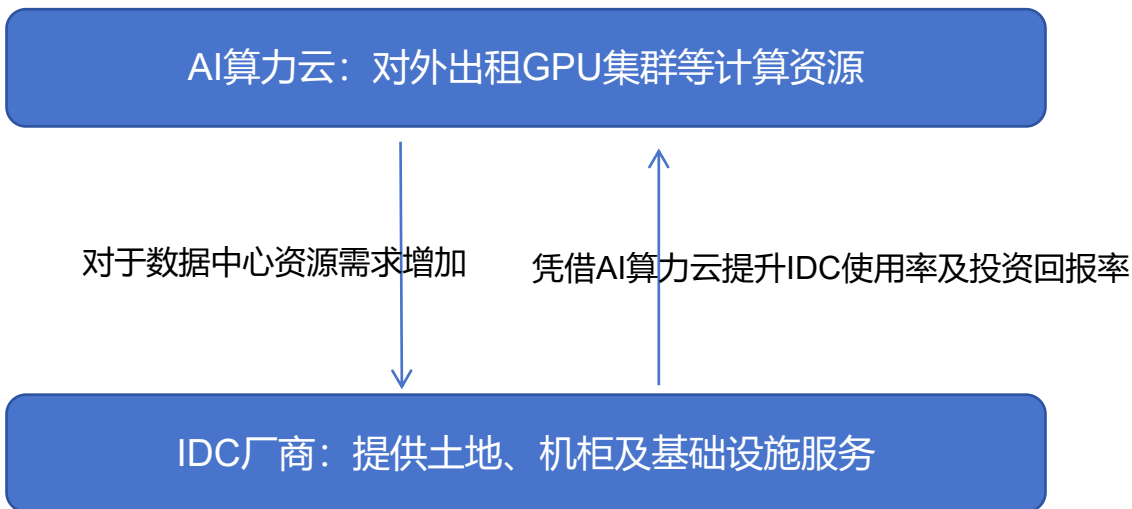 AI算力云：对外出租GPU集群等计算资源
对于数据中心资源需求增加
凭借AI算力云提升IDC使用率及投资回报率
IDC厂商：提供土地、机柜及基础设施服务